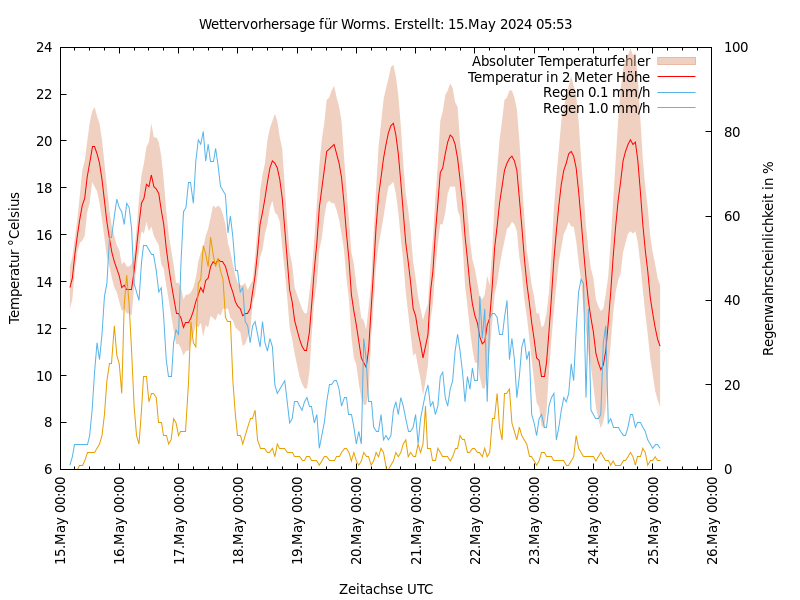 Wettervorhersage für Worms. Erstellt: 15.May 2024 05:53
Absoluter Temperaturfehler
Temperatur in 2 Meter Höhe
Regen 0.1 mm/h
Regen 1.0 mm/h
Temperatur °Celsius
24
22
20
18
16
14
12
10
8
6
100
80
60
40
20
0
Regenwahrscheinlichkeit in %
15.May 00:00
16.May 00:00
17.May 00:00
18.May 00:00
19.May 00:00
20.May 00:00
21.May 00:00
22.May 00:00
23.May 00:00
24.May 00:00
25.May 00:00
26.May 00:00
Zeitachse UTC